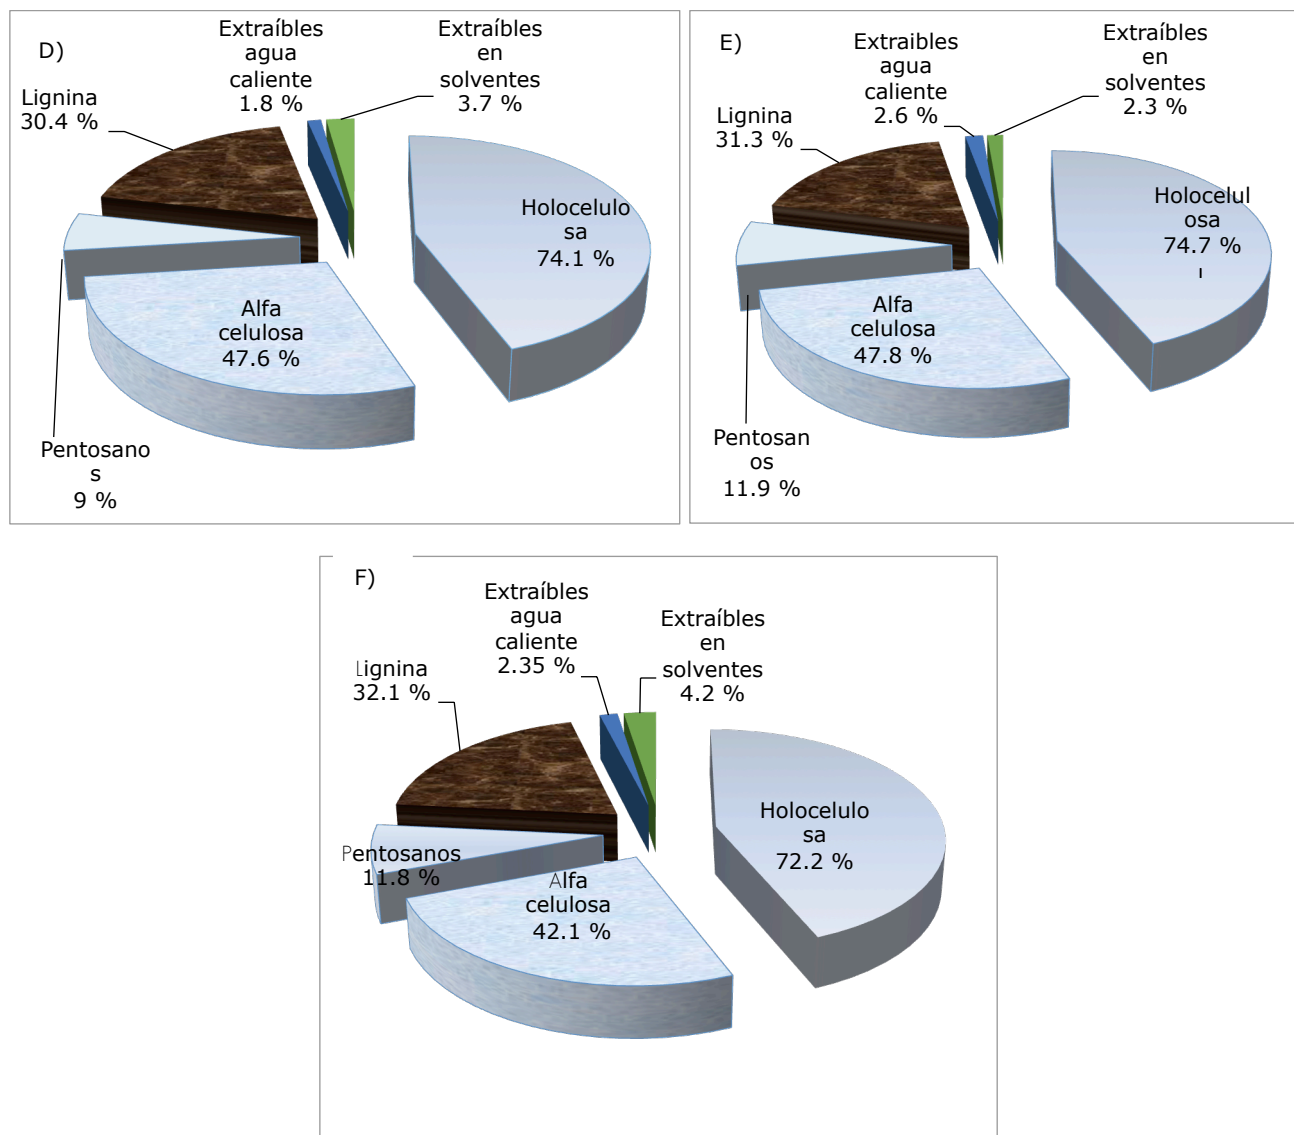 D)
Extraíbles
agua
caliente
1.8 %
Extraíbles
en
solventes
3.7 %
Lignina
30.4 %
Holocelulo
sa
74.1 %
Alfa
celulosa
47.6 %
Pentosano
s
9 %
E)
Extraibles
agua
caliente
2.6 %
Extraíbles
en
solventes
2.3 %
Lignina
31.3 %
Holocelul
osa
74.7 %
Alfa
celulosa
47.8 %
Pentosan
os
11.9 %
F)
Extraíbles
agua
caliente
2.35 %
Extraíbles
en
solventes
4.2 %
Lignina
32.1 %
Holocelulo
sa
72.2 %
Pentosanos
11.8 %
Alfa
celulosa
42.1 %